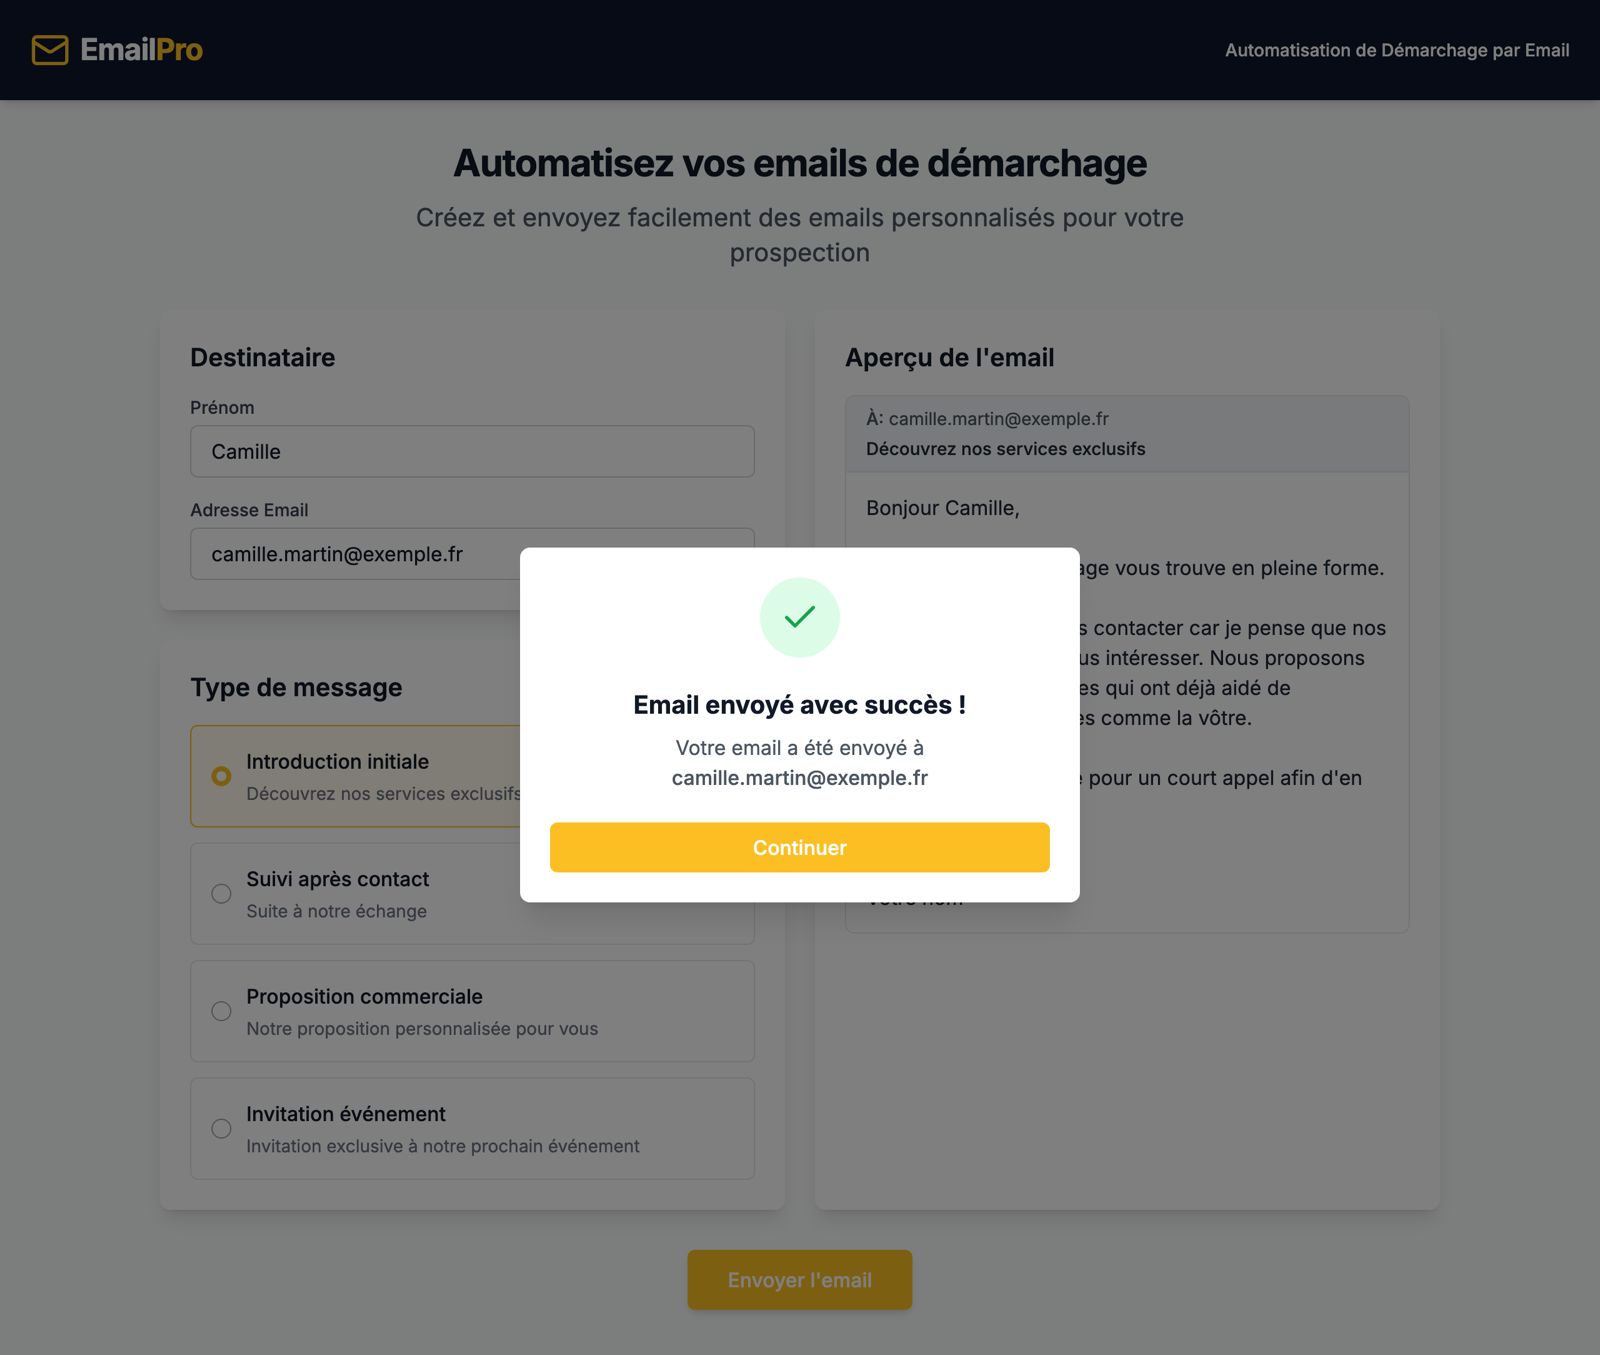 EmailPro
Automatisation de Démarchage par Email
Automatisez vos emails de démarchage
Créez et envoyez facilement des emails personnalisés pour votre
prospection
Destinataire
Prénom
Camille
Adresse Email
camille.martin@exemple.fr
Type de message
Introduction initiale
Découvrez nos services exclusifs
Suivi après contact
Suite à notre échange
Proposition commerciale
Notre proposition personnalisée pour vous
Invitation événement
Invitation exclusive à notre prochain événement
Aperçu de l'email
À: camille.martin@exemple.fr
Découvrez nos services exclusifs
Bonjour Camille,
vous trouve en pleine forme.
contacter car je pense que nos
intéresser. Nous proposons
qui ont déjà aidé de
comme la vôtre.
pour un court appel afin d'en
Email envoyé avec succès !
Votre email a été envoyé à
camille.martin@exemple.fr
Continuer
Envoyer l'email